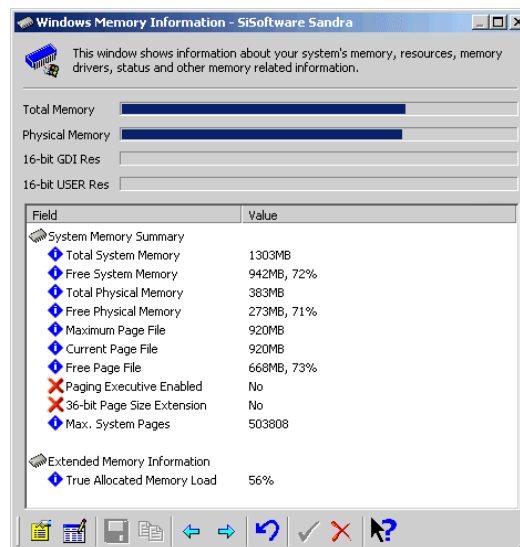 Windows Memory Information - SiSoftware Sandra
This window shows information about your system's memory, resources, memory
drivers, status and other memory related information.
Total Memory
Physical Memory
16-bit GDI Res
16-bit USER Res
Field Value
System Memory Summary
Total System Memory 1303MB
Free System Memory 942MB, 72%
Total Physical Memory 383MB
Free Physical Memory 273MB, 71%
Maximum Page File 920MB
Current Page File 920MB
Free Page File 668MB, 73%
Paging Executive Enabled No
36-bit Page Size Extension No
Max. System Pages 503808
Extended Memory Information
True Allocated Memory Load 56%